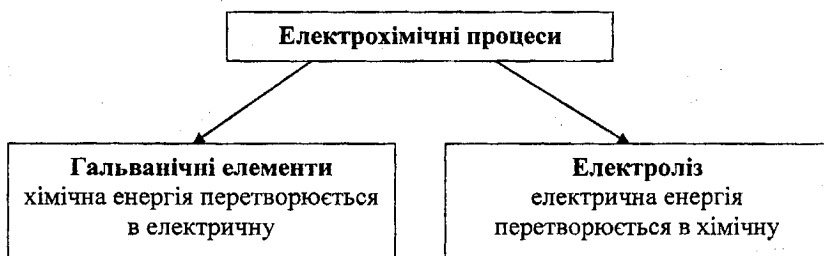 Електрохімічні процеси
Гальванічні елементи
хімічна енергія перетворюється
в електричну
Електроліз
електрична енергія
перетворюється в хімічну